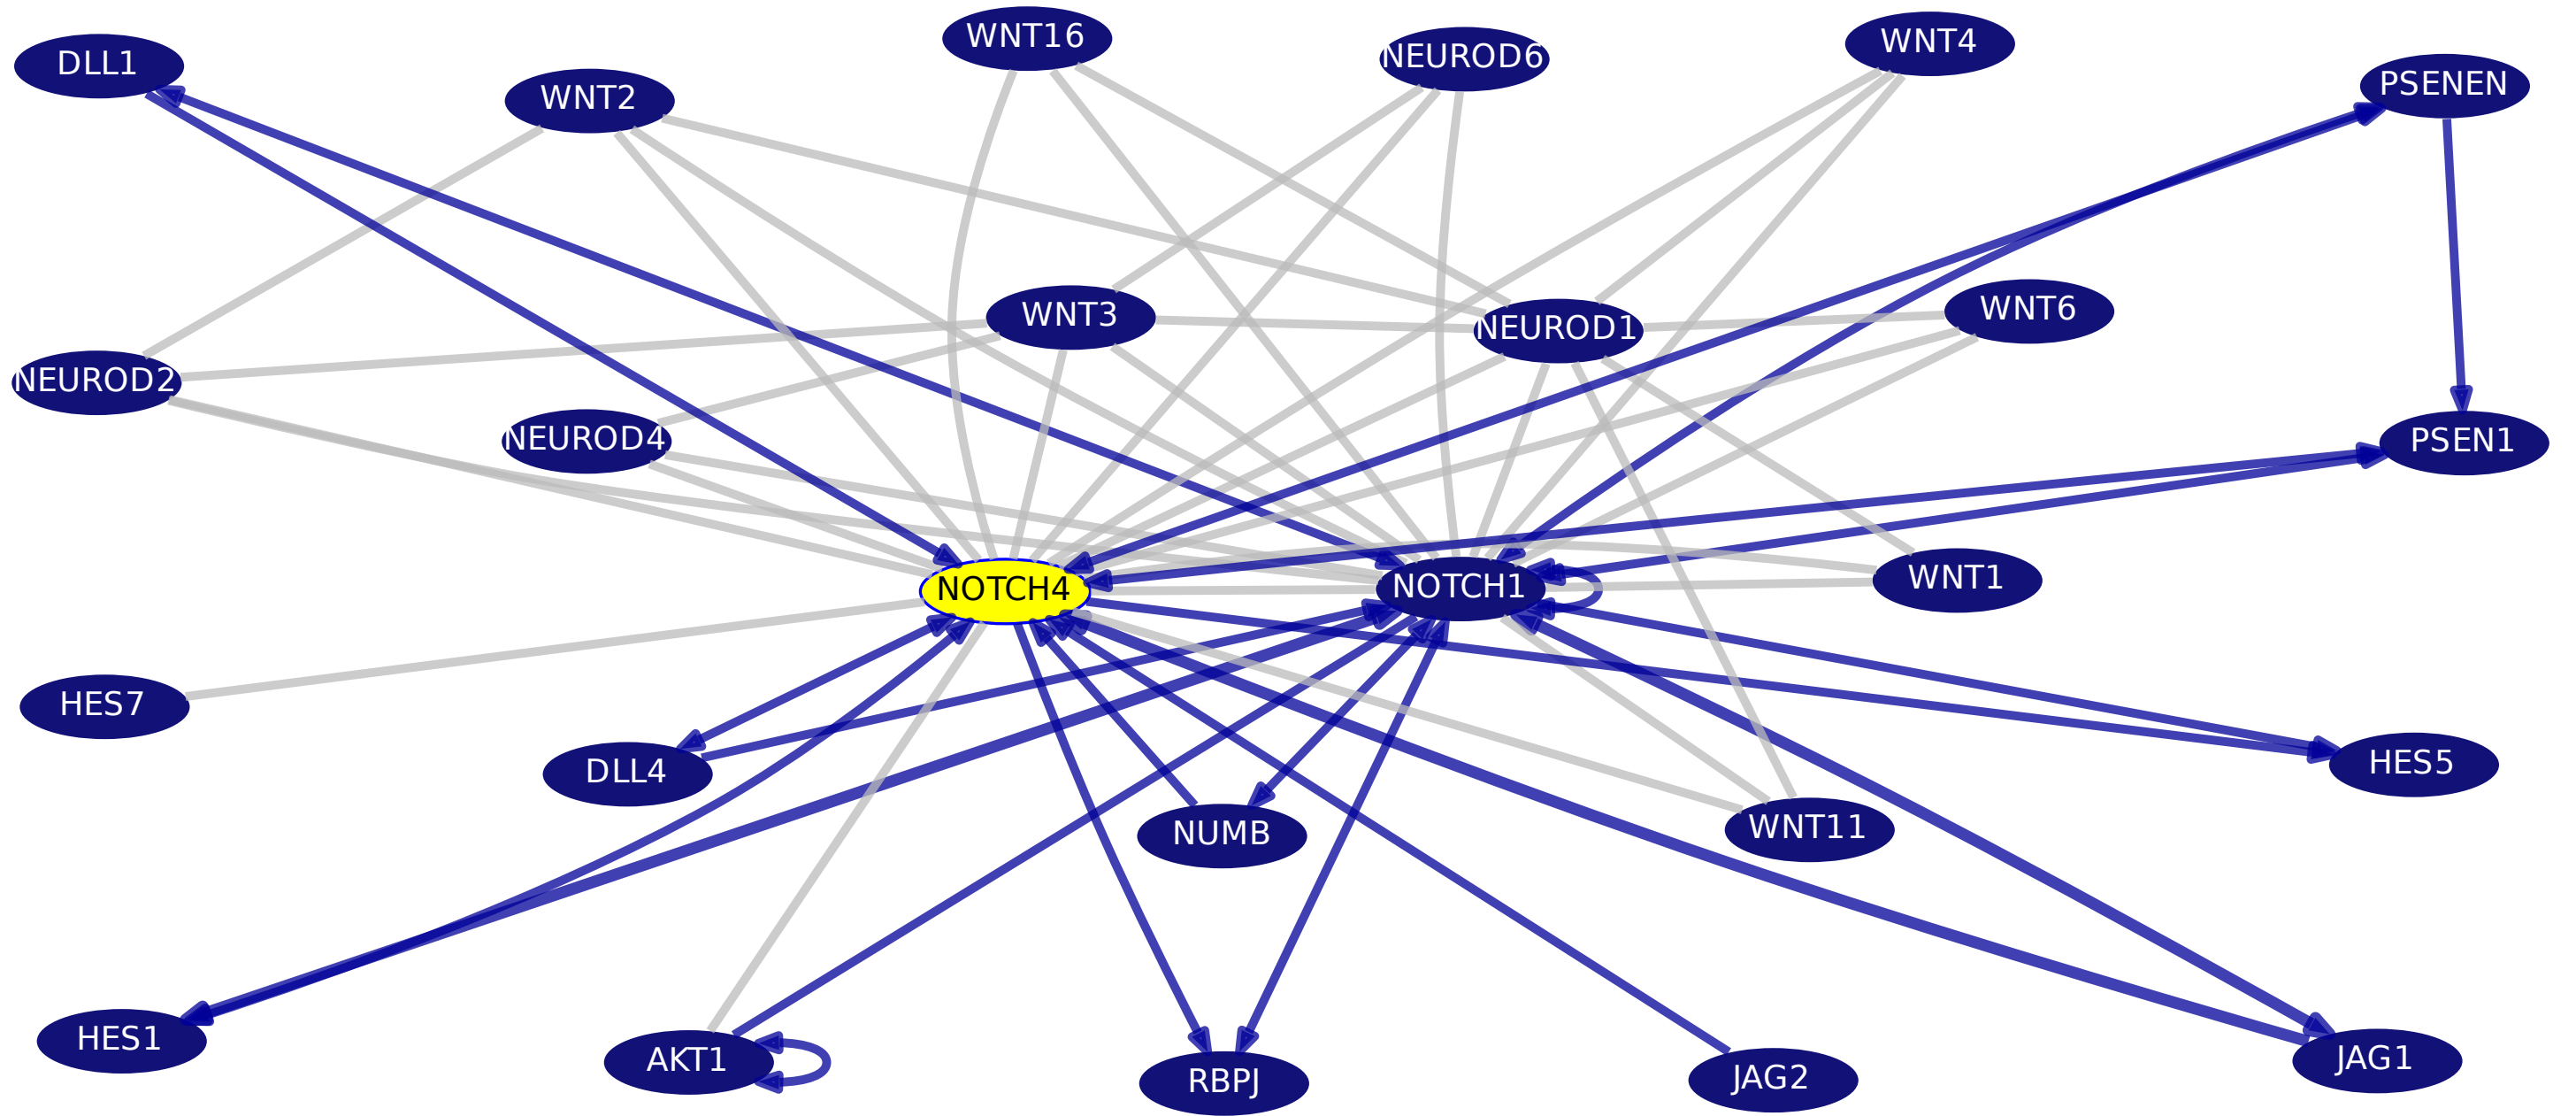 WNT16
WNT4
NEUROD6
DLL1
PSENEN
WNT2
WNT6
WNT3
NEUROD1
NEUROD2
NEUROD4
PSEN1
WNT1
NOTCH1
NOTCH4
HES7
HES5
DLL4
WNT11
NUMB
HES1
JAG1
AKT1
JAG2
RBPJ